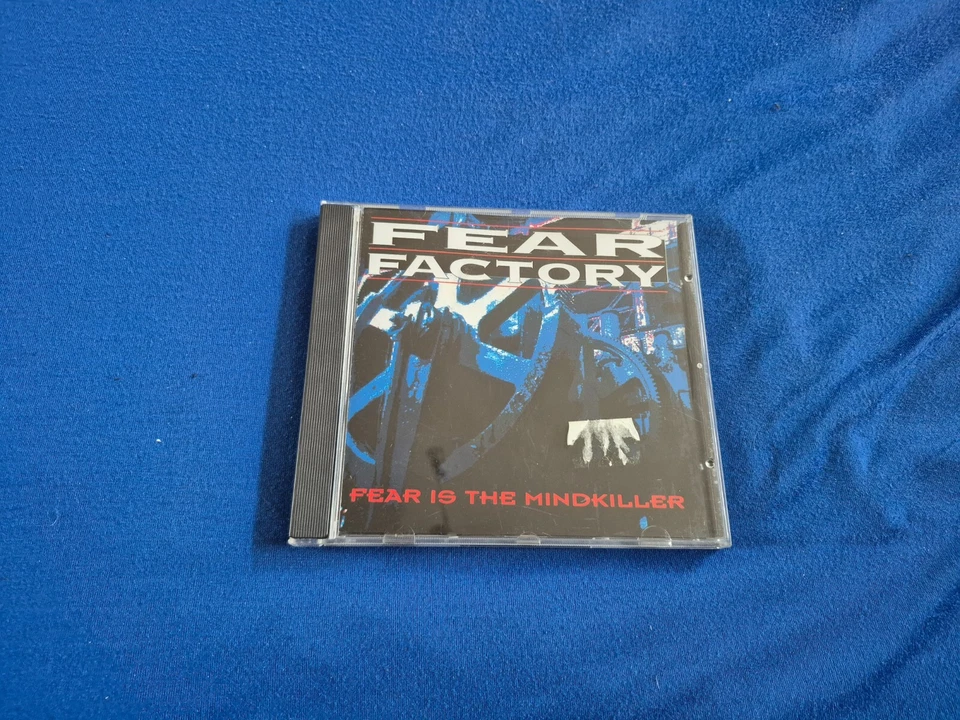 FEAR
FACTORY
FEAR IS THE MINDKILLER